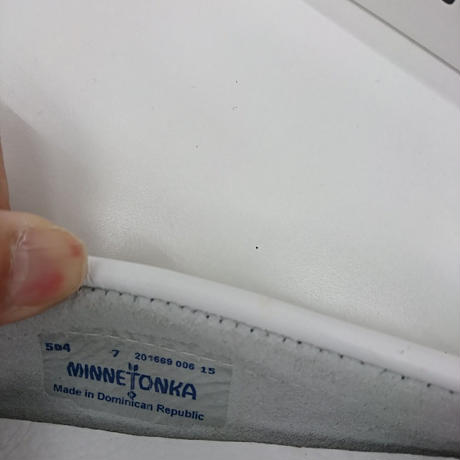 504 7 201669 006 15
MINNETONKA
Made in Dominican Republic